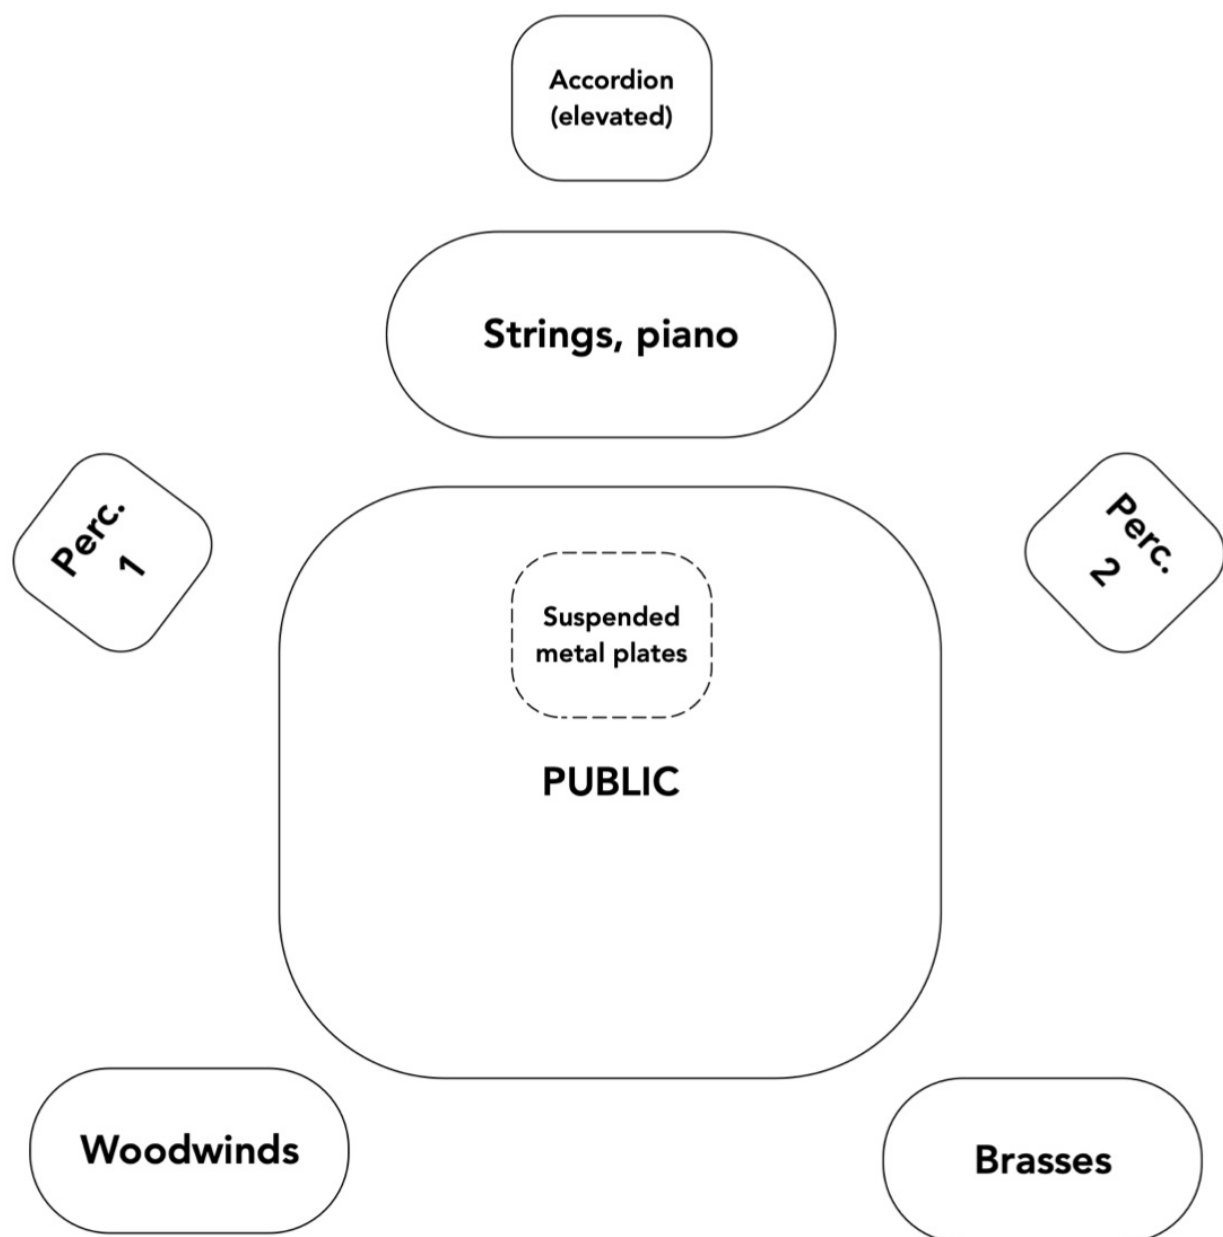 Accordion
(elevated)
Strings, piano
Perc.
1
Perc.
2
Suspended
metal plates
PUBLIC
Woodwinds
Brasses